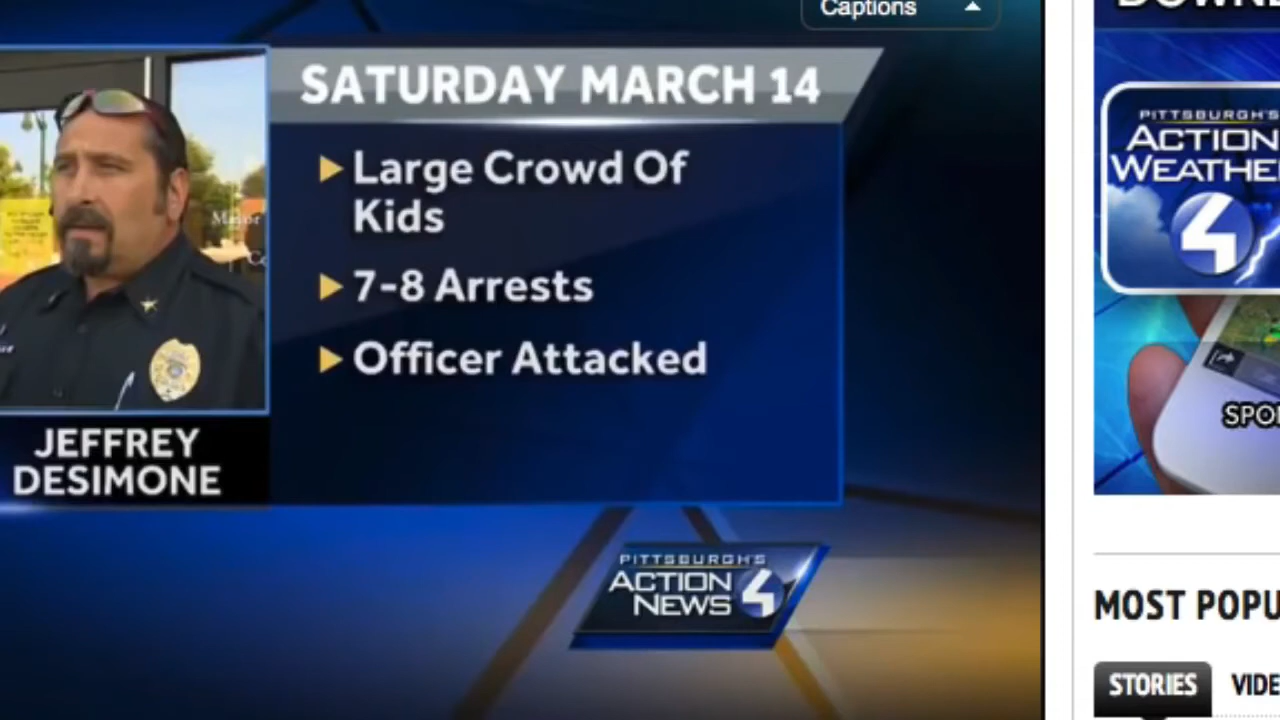 Captions
SATURDAY MARCH 14
Large Crowd Of
Kids
7-8 Arrests
Officer Attacked
JEFFREY
DESIMONE
PITTSBURGH'S
ACTION
NEWS 4
PITTSBURGH'S
ACTION
WEATHE
4
SPO
MOST POPU
STORIES
VIDE